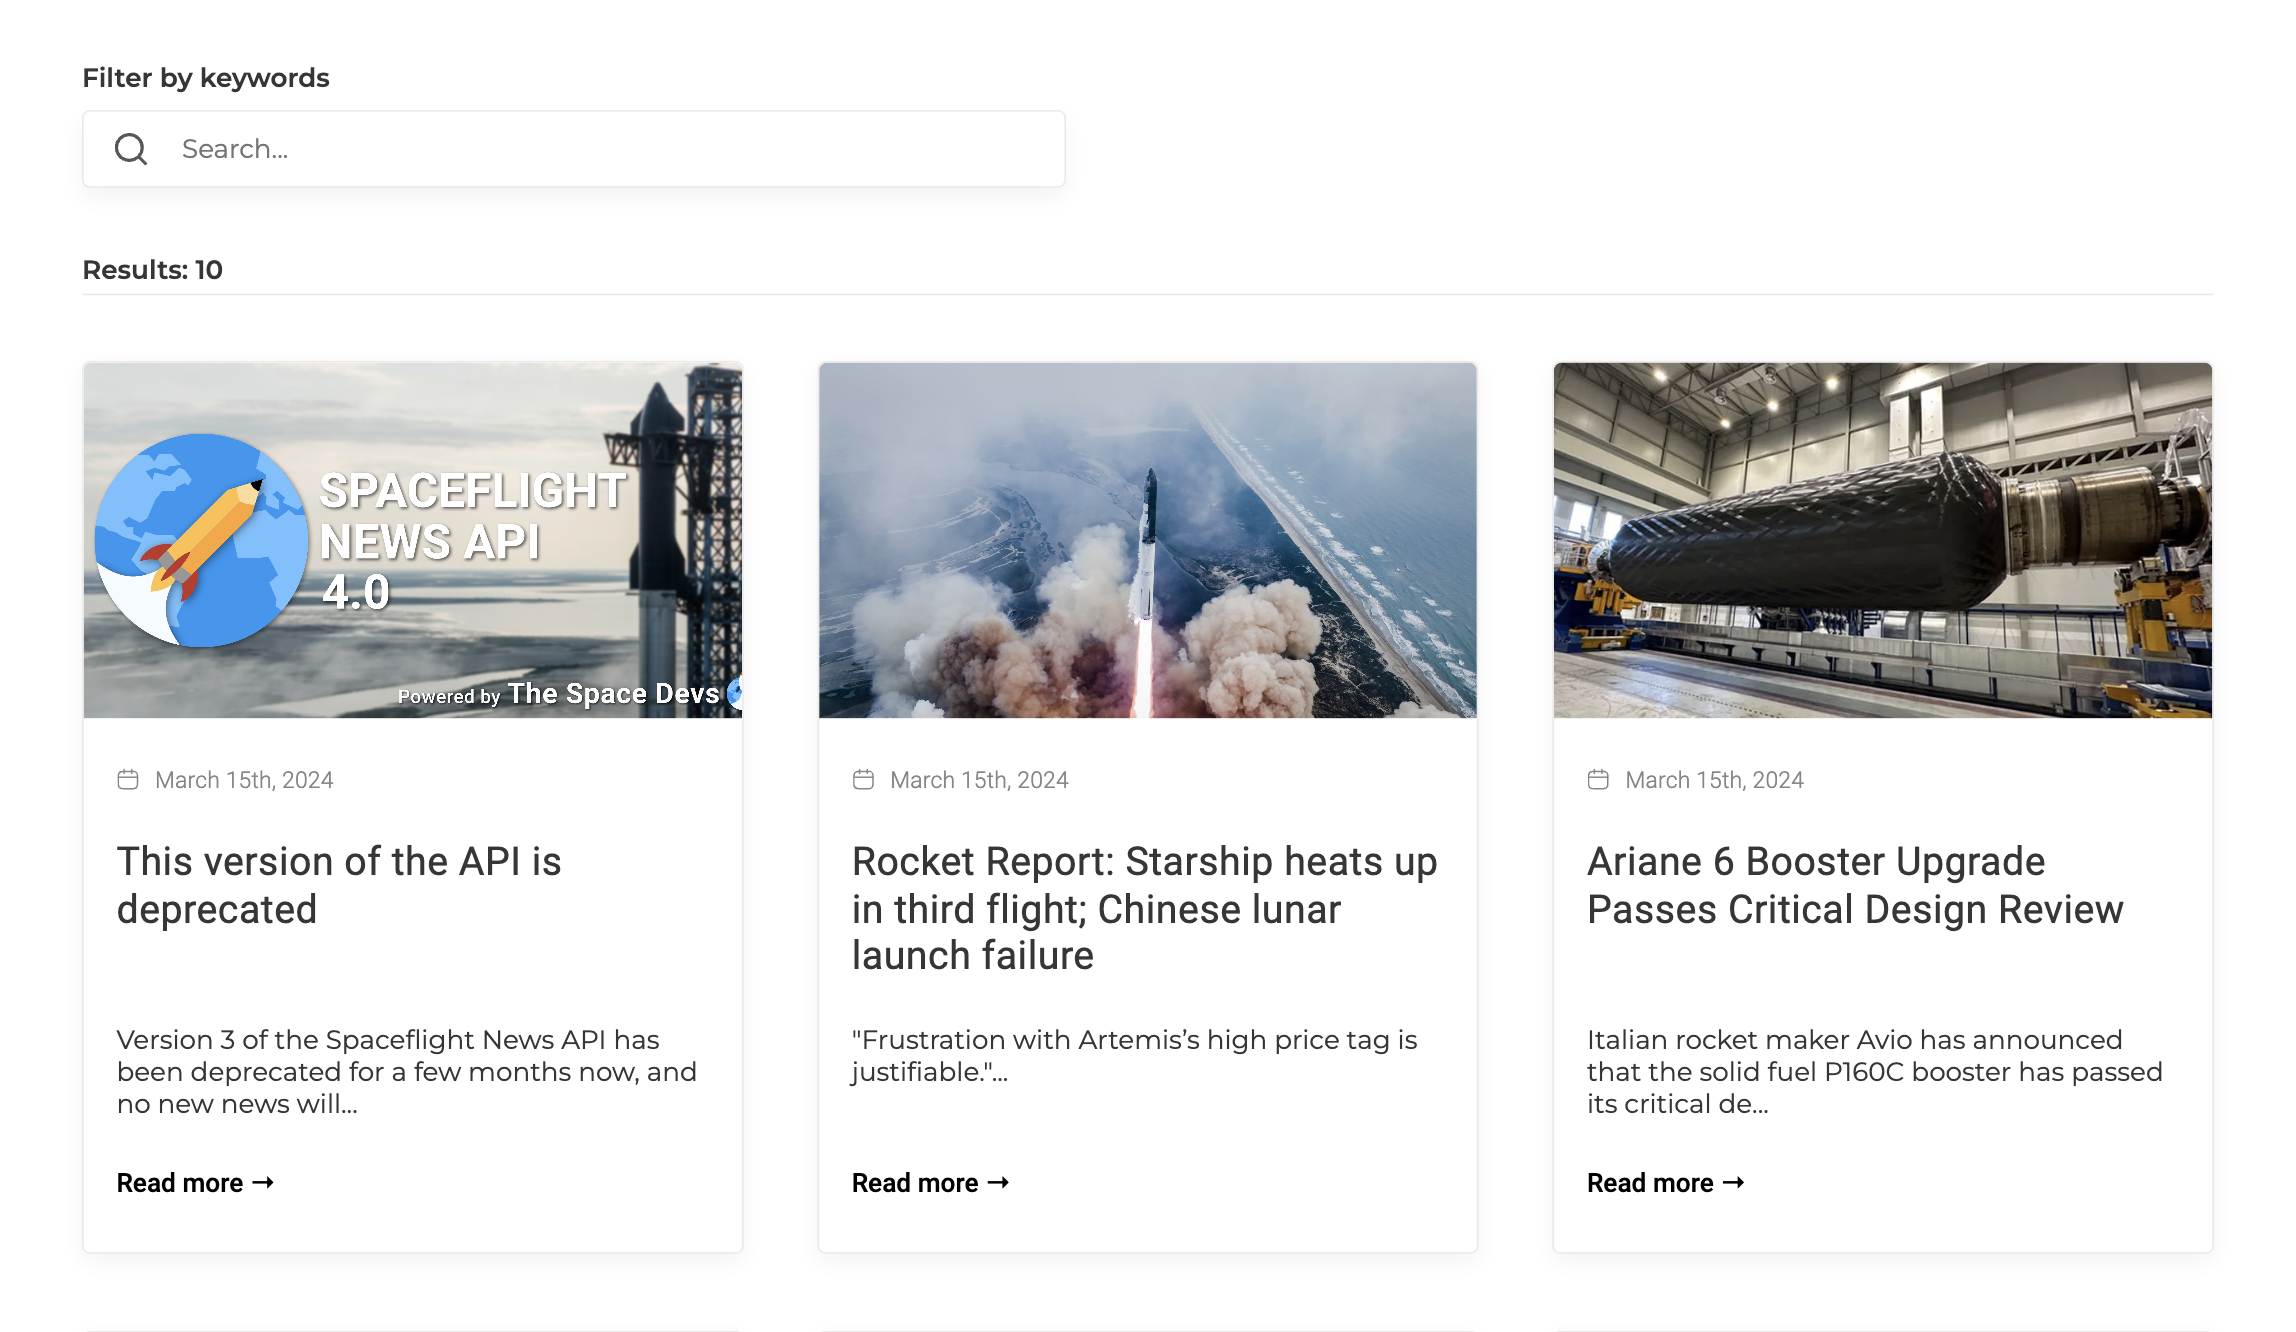 Filter by keywords
Search...
Results: 10
SPACEFLIGHT
NEWS API
4.0
Powered by The Space Devs
March 15th, 2024
This version of the API is
deprecated
Version 3 of the Spaceflight News API has
been deprecated for a few months now, and
no new news will...
Read more →
March 15th, 2024
Rocket Report: Starship heats up
in third flight; Chinese lunar
launch failure
"Frustration with Artemis’s high price tag is
justifiable."...
Read more →
March 15th, 2024
Ariane 6 Booster Upgrade
Passes Critical Design Review
Italian rocket maker Avio has announced
that the solid fuel P160C booster has passed
its critical de...
Read more →